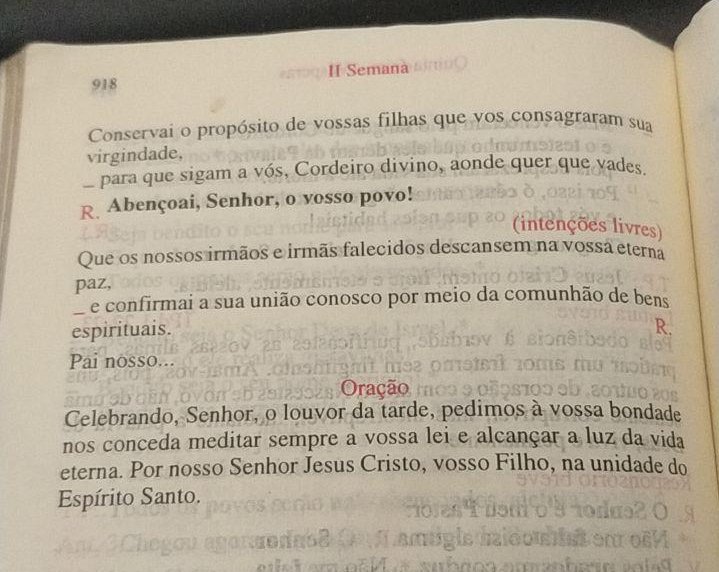 918
II Semana
Conservai o propósito de vossas filhas que vos consagraram sua
virgindade,
– para que sigam a vós, Cordeiro divino, aonde quer que vades.
R. Abençoai, Senhor, o vosso povo!
(intenções livres)
Que os nossos irmãos e irmãs falecidos descansem na vossa eterna
paz,
– e confirmai a sua união conosco por meio da comunhão de bens
espirituais. R.
Pai nosso...
Oração
Celebrando, Senhor, o louvor da tarde, pedimos à vossa bondade
nos conceda meditar sempre a vossa lei e alcançar a luz da vida
eterna. Por nosso Senhor Jesus Cristo, vosso Filho, na unidade do
Espírito Santo.